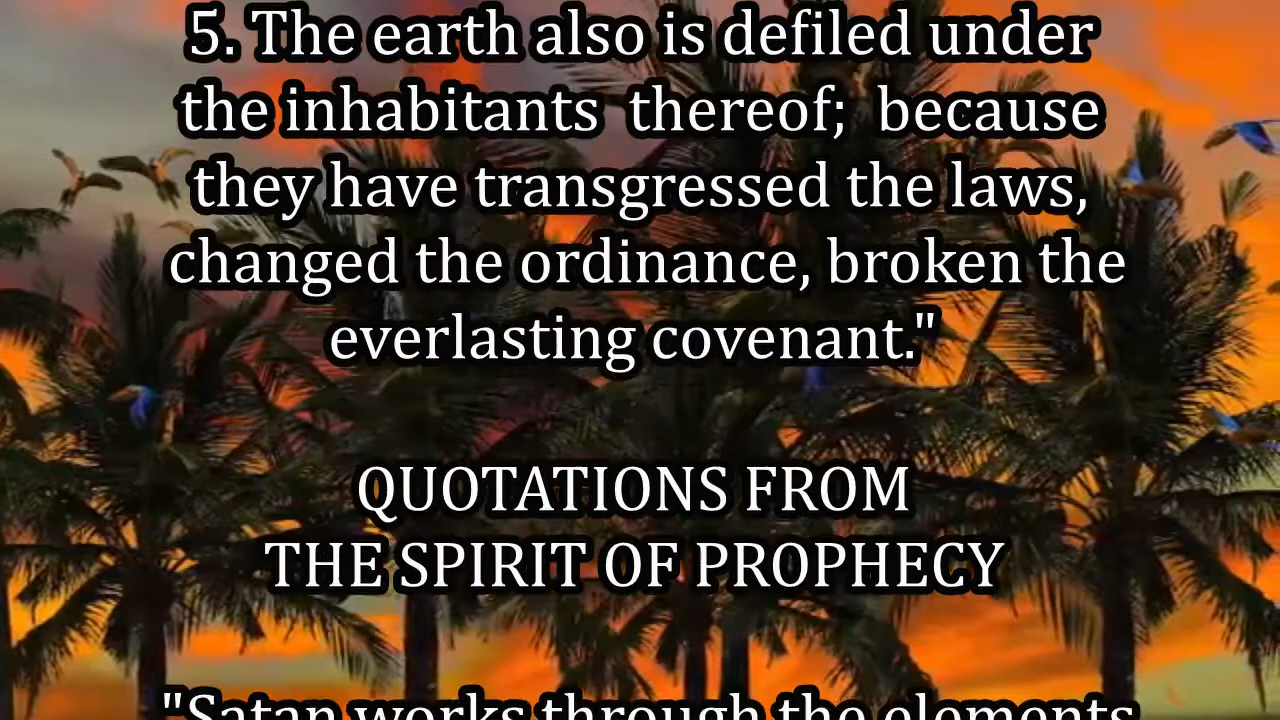 5. The earth also is defiled under
the inhabitants  thereof;  because
they have transgressed the laws,
changed the ordinance, broken the
everlasting covenant."
QUOTATIONS FROM
THE SPIRIT OF PROPHECY
"Satan works through the elements